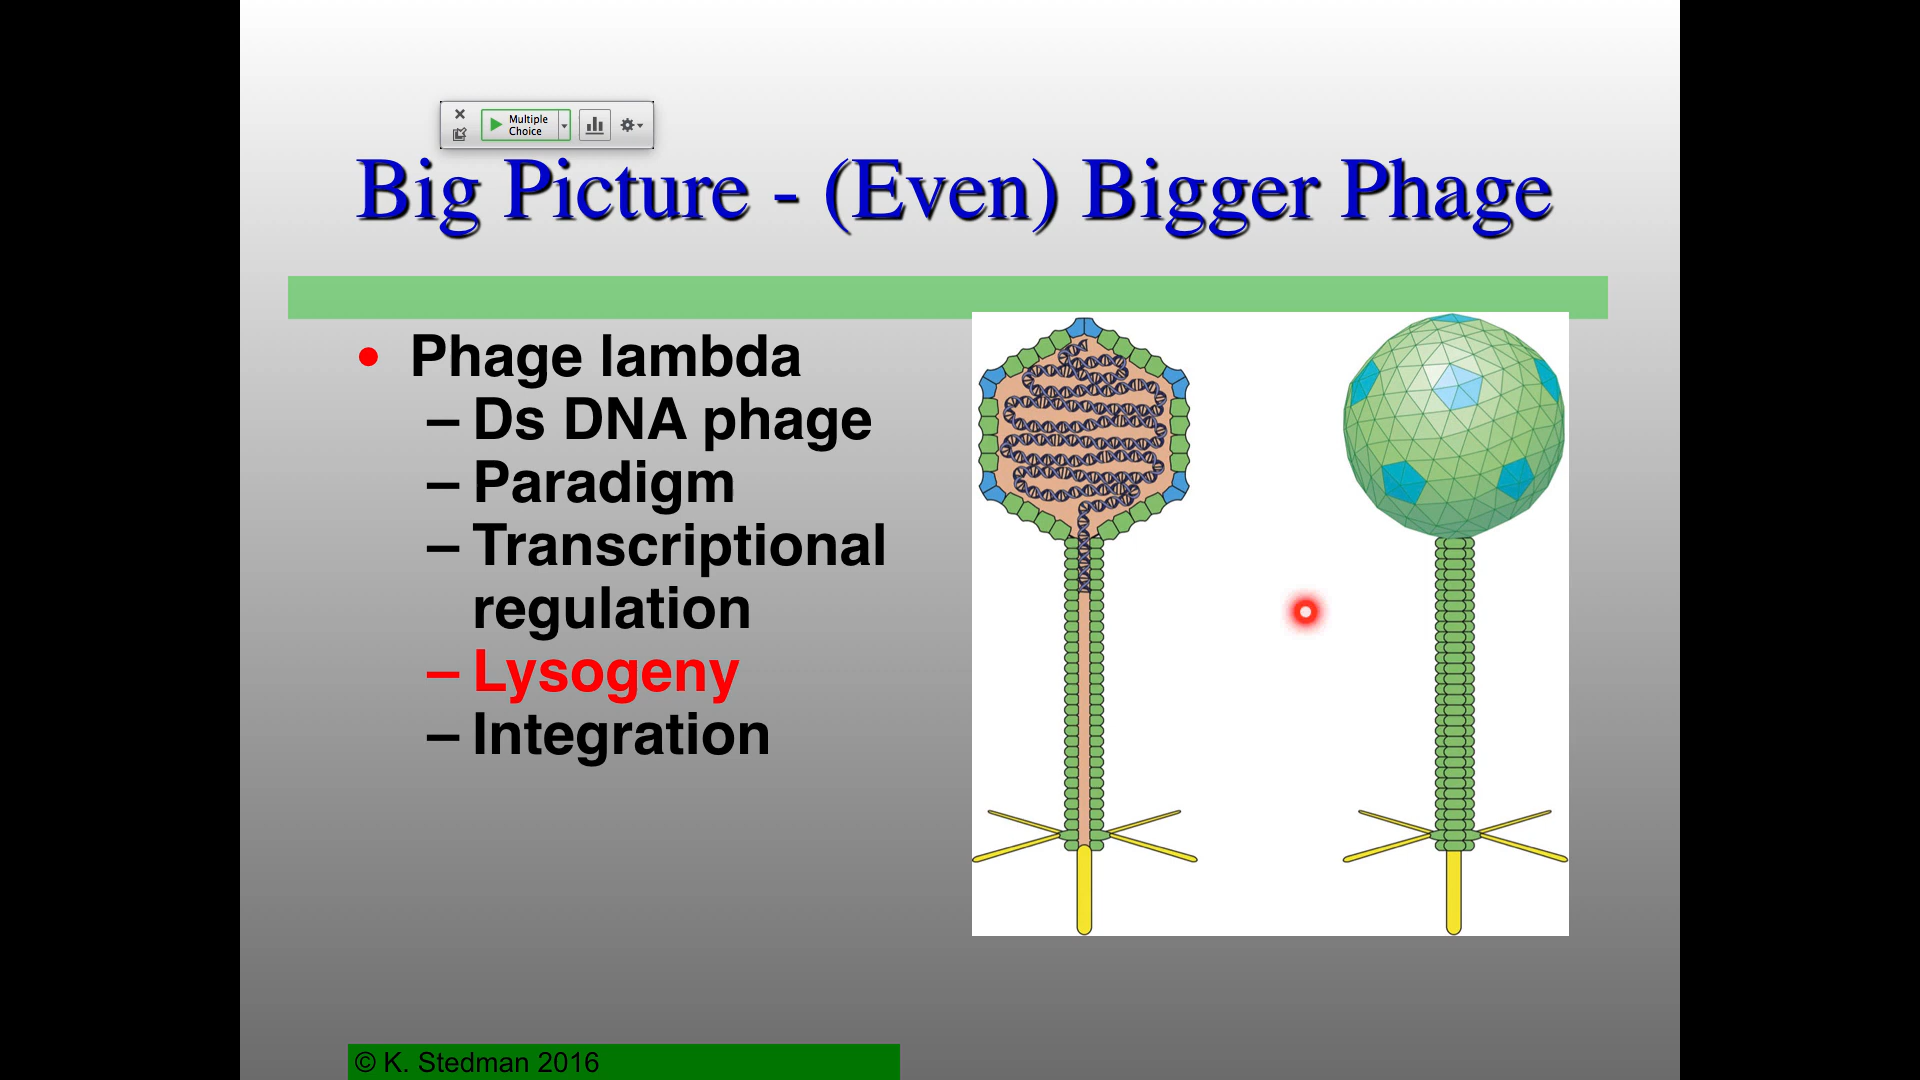 Multiple
Choice
Big Picture - (Even) Bigger Phage
• Phage lambda
– Ds DNA phage
– Paradigm
– Transcriptional
regulation
– Lysogeny
– Integration
© K. Stedman 2016